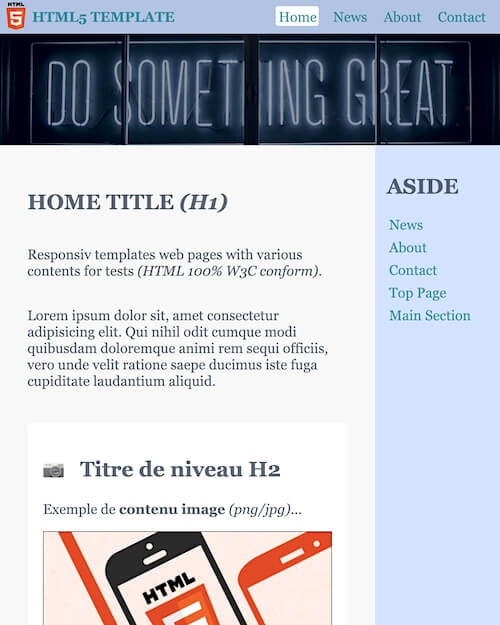 HTML
5
HTML5 TEMPLATE
Home News About Contact
DO SOMETHING GREAT
HOME TITLE (H1)
Responsiv templates web pages with various
contents for tests (HTML 100% W3C conform).
Lorem ipsum dolor sit, amet consectetur
adipisicing elit. Qui nihil odit cumque modi
quibusdam doloremque animi rem sequi officiis,
vero unde velit ratione saepe ducimus iste fuga
cupiditate laudantium aliquid.
Titre de niveau H2
Exemple de contenu image (png/jpg)...
HTML
ASIDE
News
About
Contact
Top Page
Main Section